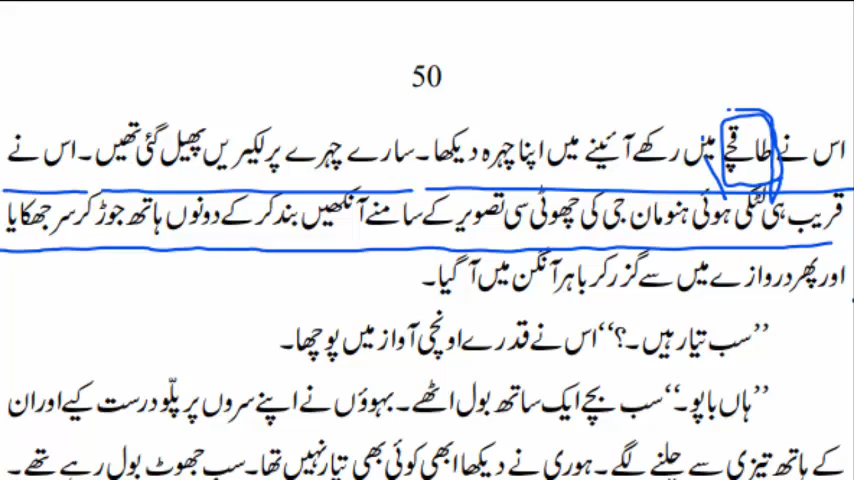 50
اس نے طاقچے میں رکھے آئینے میں اپنا چہرہ دیکھا۔ سارے چہرے پر لکیریں پھیل گئی تھیں۔ اس نے
قریب ہی لٹکی ہوئی ہنومان جی کی چھوٹی سی تصویر کے سامنے آنکھیں بند کر کے دونوں ہاتھ جوڑ کر سر جھکایا
اور پھر دروازے میں سے گزر کر باہر آنگن میں آ گیا۔
’’سب تیار ہیں۔؟‘‘ اس نے قدرے اونچی آواز میں پوچھا۔
’’ہاں باپو۔‘‘ سب بچے ایک ساتھ بول اٹھے۔ بہوؤں نے اپنے سروں پر پلّو درست کیے اور ان
کے ہاتھ تیزی سے چلنے لگے۔ ہوری نے دیکھا ابھی کوئی بھی تیار نہیں تھا۔ سب جھوٹ بول رہے تھے۔